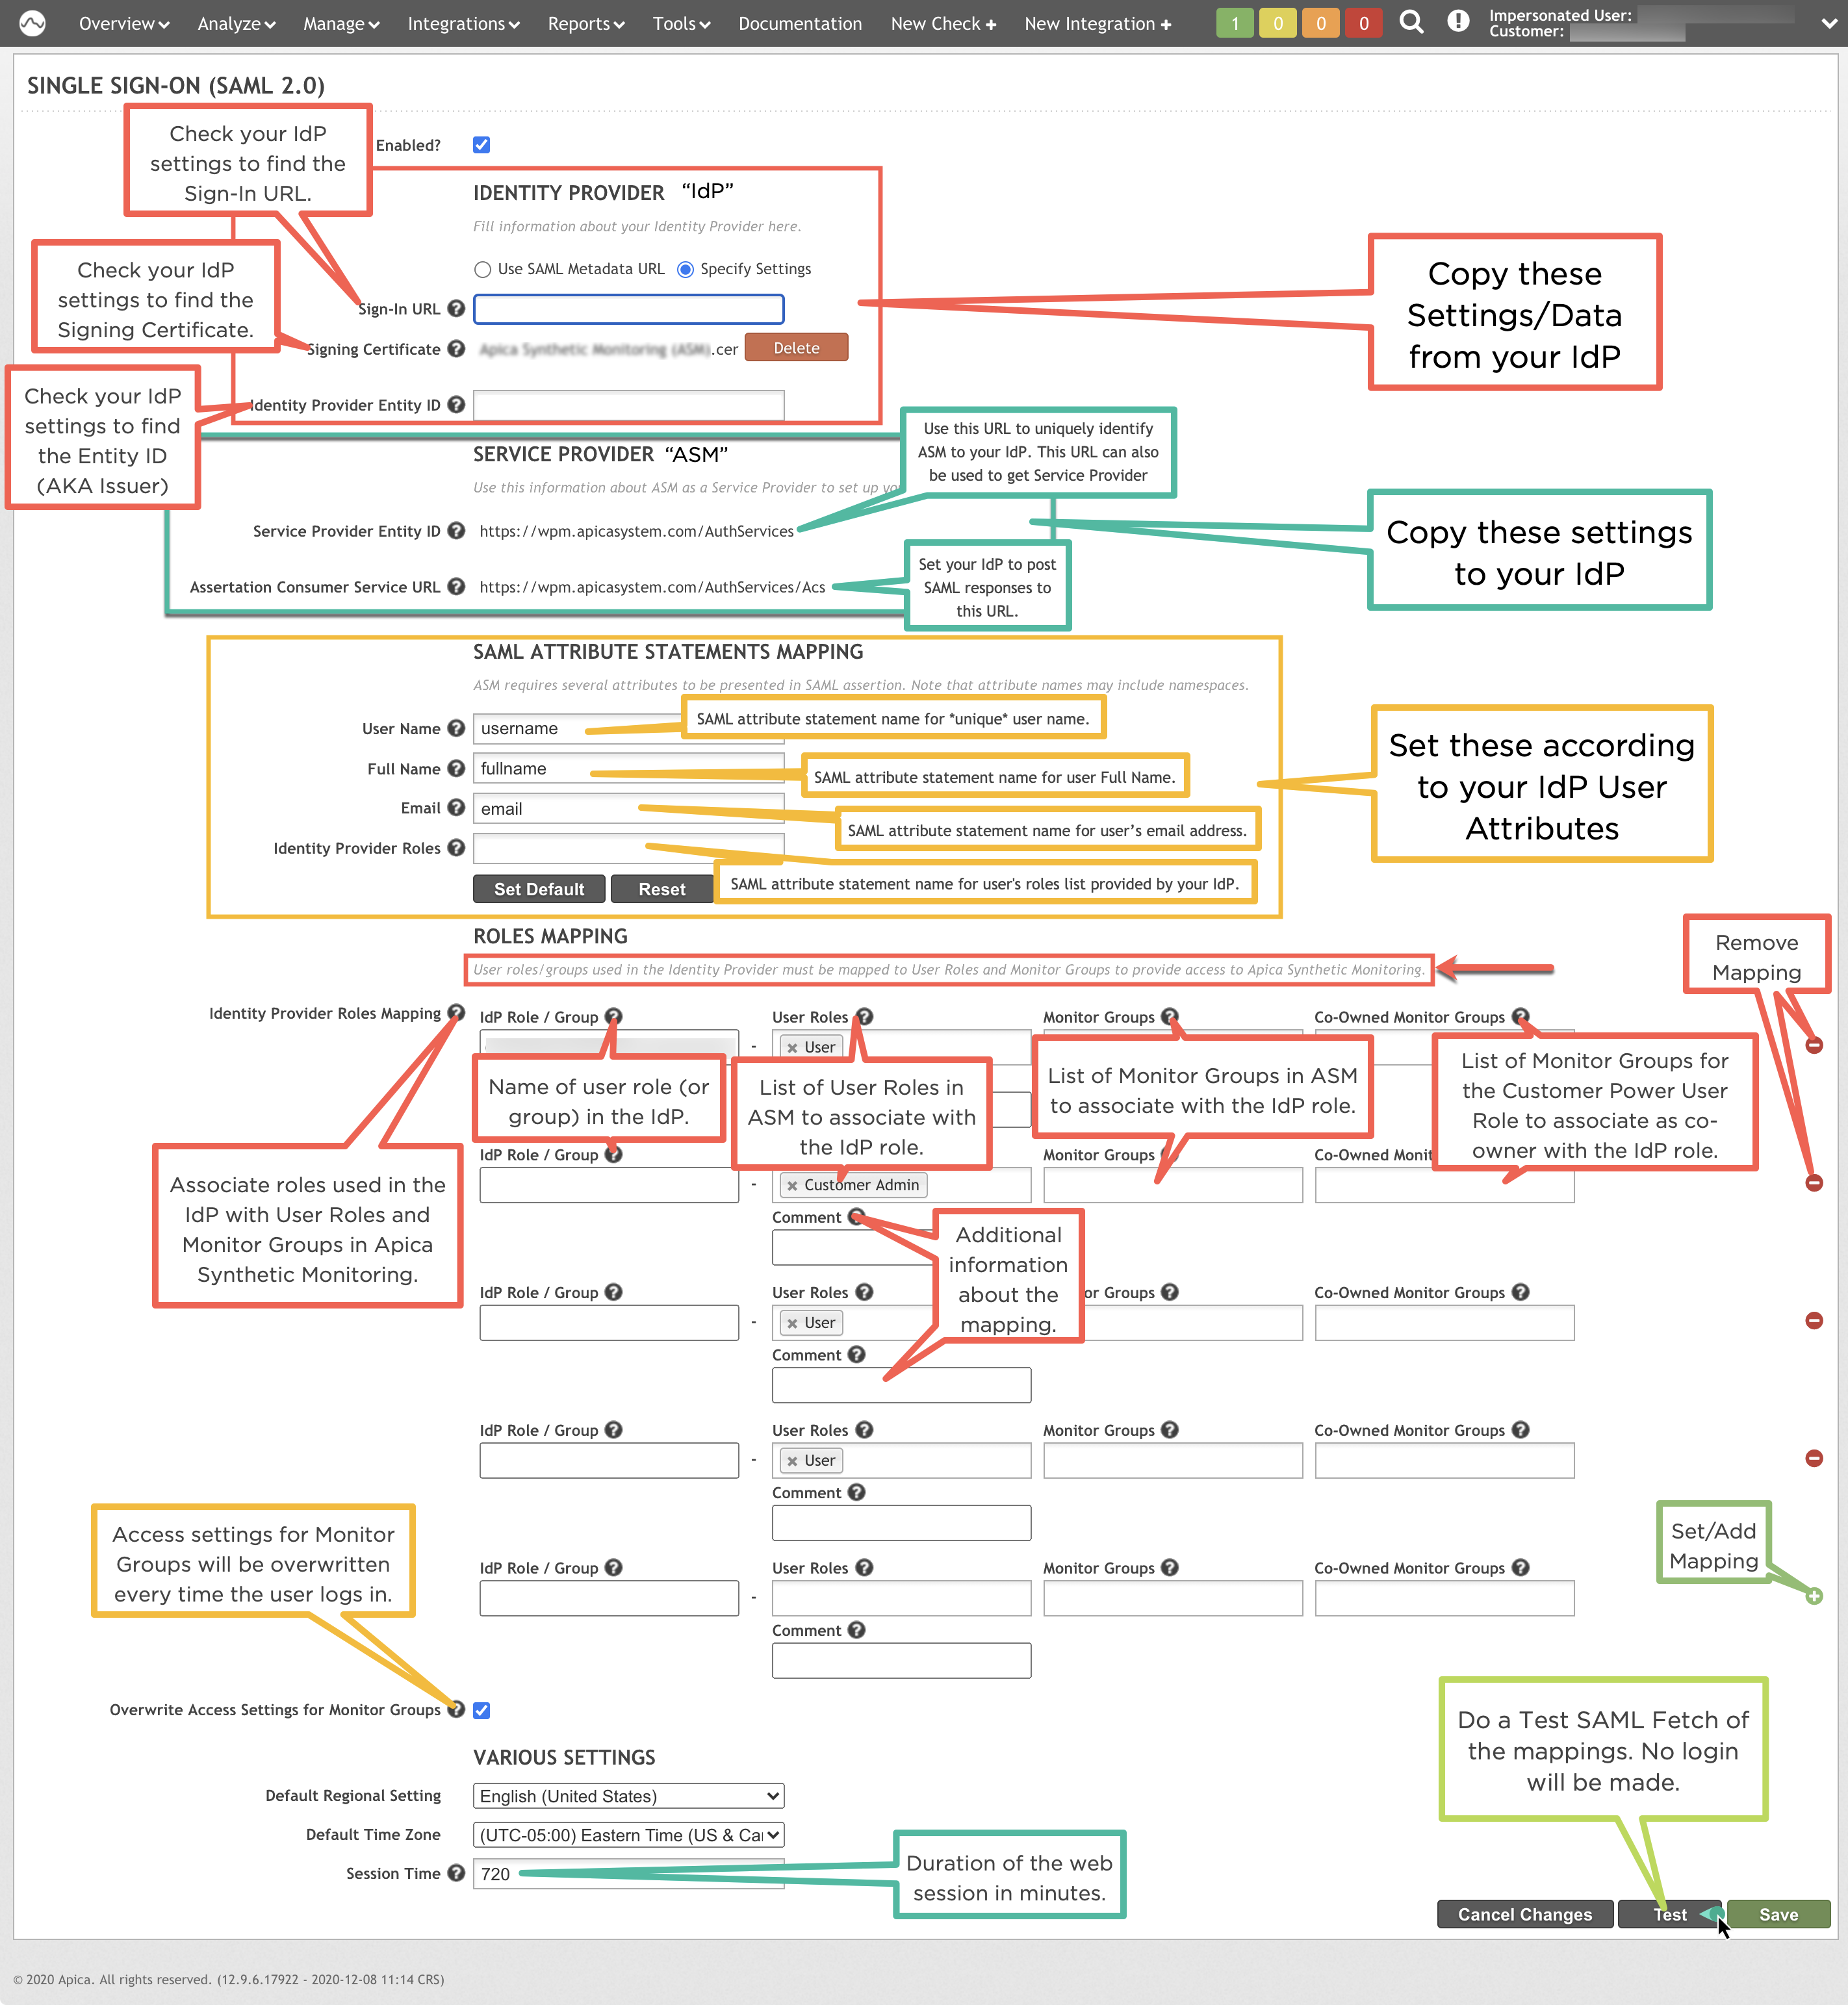 Overview Analyze Manage Integrations Reports Tools Documentation New Check + New Integration + 1 0 0 0 Impersonated User:
Customer:
SINGLE SIGN-ON (SAML 2.0)
Check your IdP
settings to find the
Sign-In URL.
Enabled?
IDENTITY PROVIDER “IdP”
Fill information about your Identity Provider here.
Use SAML Metadata URL Specify Settings
Check your IdP
settings to find the
Signing Certificate.
Sign-In URL
Signing Certificate Apica Synthetic Monitoring (ASM).cer Delete
Copy these
Settings/Data
from your IdP
Check your IdP
settings to find
the Entity ID
(AKA Issuer)
Identity Provider Entity ID
SERVICE PROVIDER “ASM”
Use this information about ASM as a Service Provider to set up yo
Use this URL to uniquely identify
ASM to your IdP. This URL can also
be used to get Service Provider
Service Provider Entity ID https://wpm.apicasystem.com/AuthServices
Copy these settings
to your IdP
Assertation Consumer Service URL https://wpm.apicasystem.com/AuthServices/Acs
Set your IdP to post
SAML responses to
this URL.
SAML ATTRIBUTE STATEMENTS MAPPING
ASM requires several attributes to be presented in SAML assertion. Note that attribute names may include namespaces.
User Name username
SAML attribute statement name for *unique* user name.
Full Name fullname
SAML attribute statement name for user Full Name.
Email email
SAML attribute statement name for user’s email address.
Identity Provider Roles
SAML attribute statement name for user's roles list provided by your IdP.
Set Default Reset
Set these according
to your IdP User
Attributes
ROLES MAPPING
User roles/groups used in the Identity Provider must be mapped to User Roles and Monitor Groups to provide access to Apica Synthetic Monitoring.
Remove
Mapping
Identity Provider Roles Mapping IdP Role / Group User Roles Monitor Groups Co-Owned Monitor Groups
- User
Name of user role (or
group) in the IdP.
List of User Roles in
ASM to associate with
the IdP role.
List of Monitor Groups in ASM
to associate with the IdP role.
List of Monitor Groups for
the Customer Power User
Role to associate as co-
owner with the IdP role.
IdP Role / Group Monitor Groups Co-Owned Monit
- Customer Admin
Comment
Associate roles used in the
IdP with User Roles and
Monitor Groups in Apica
Synthetic Monitoring.
Additional
information
about the
mapping.
IdP Role / Group User Roles or Groups Co-Owned Monitor Groups
- User
Comment
IdP Role / Group User Roles Monitor Groups Co-Owned Monitor Groups
- User
Comment
Access settings for Monitor
Groups will be overwritten
every time the user logs in.
Set/Add
Mapping
IdP Role / Group User Roles Monitor Groups Co-Owned Monitor Groups
-
Comment
Overwrite Access Settings for Monitor Groups
VARIOUS SETTINGS
Default Regional Setting English (United States)
Default Time Zone (UTC-05:00) Eastern Time (US & Ca
Session Time 720
Duration of the web
session in minutes.
Do a Test SAML Fetch of
the mappings. No login
will be made.
Cancel Changes Test Save
© 2020 Apica. All rights reserved. (12.9.6.17922 - 2020-12-08 11:14 CRS)